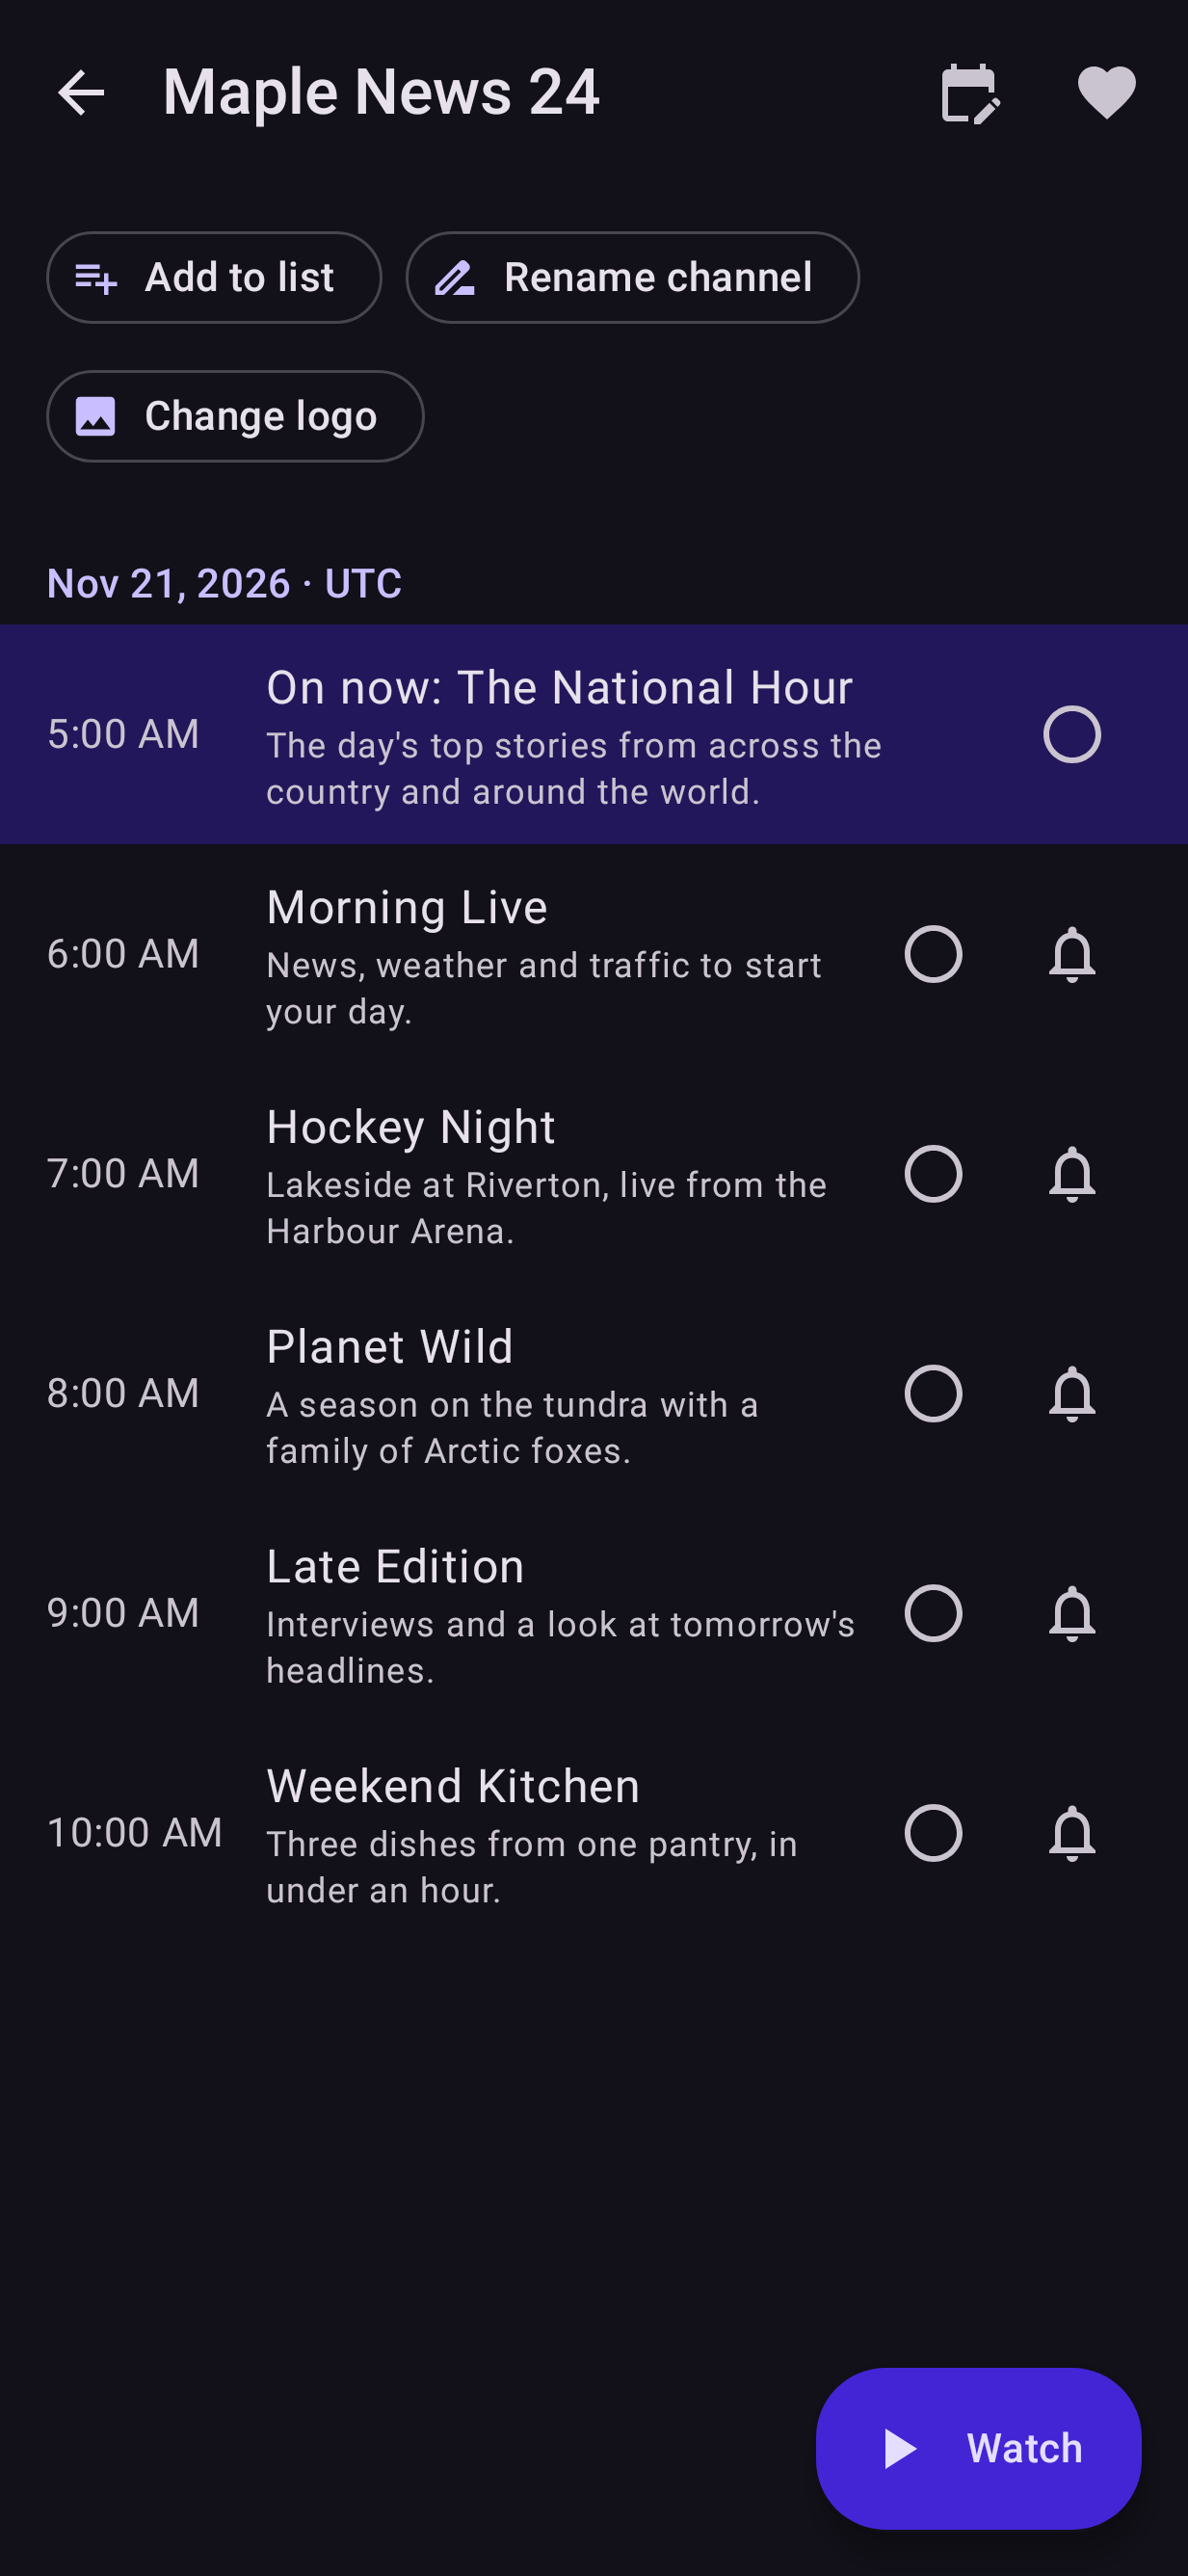 Maple News 24
Add to list
Rename channel
Change logo
Nov 21, 2026 · UTC
5:00 AM
On now: The National Hour
The day's top stories from across the
country and around the world.
6:00 AM
Morning Live
News, weather and traffic to start
your day.
7:00 AM
Hockey Night
Lakeside at Riverton, live from the
Harbour Arena.
8:00 AM
Planet Wild
A season on the tundra with a
family of Arctic foxes.
9:00 AM
Late Edition
Interviews and a look at tomorrow's
headlines.
10:00 AM
Weekend Kitchen
Three dishes from one pantry, in
under an hour.
Watch